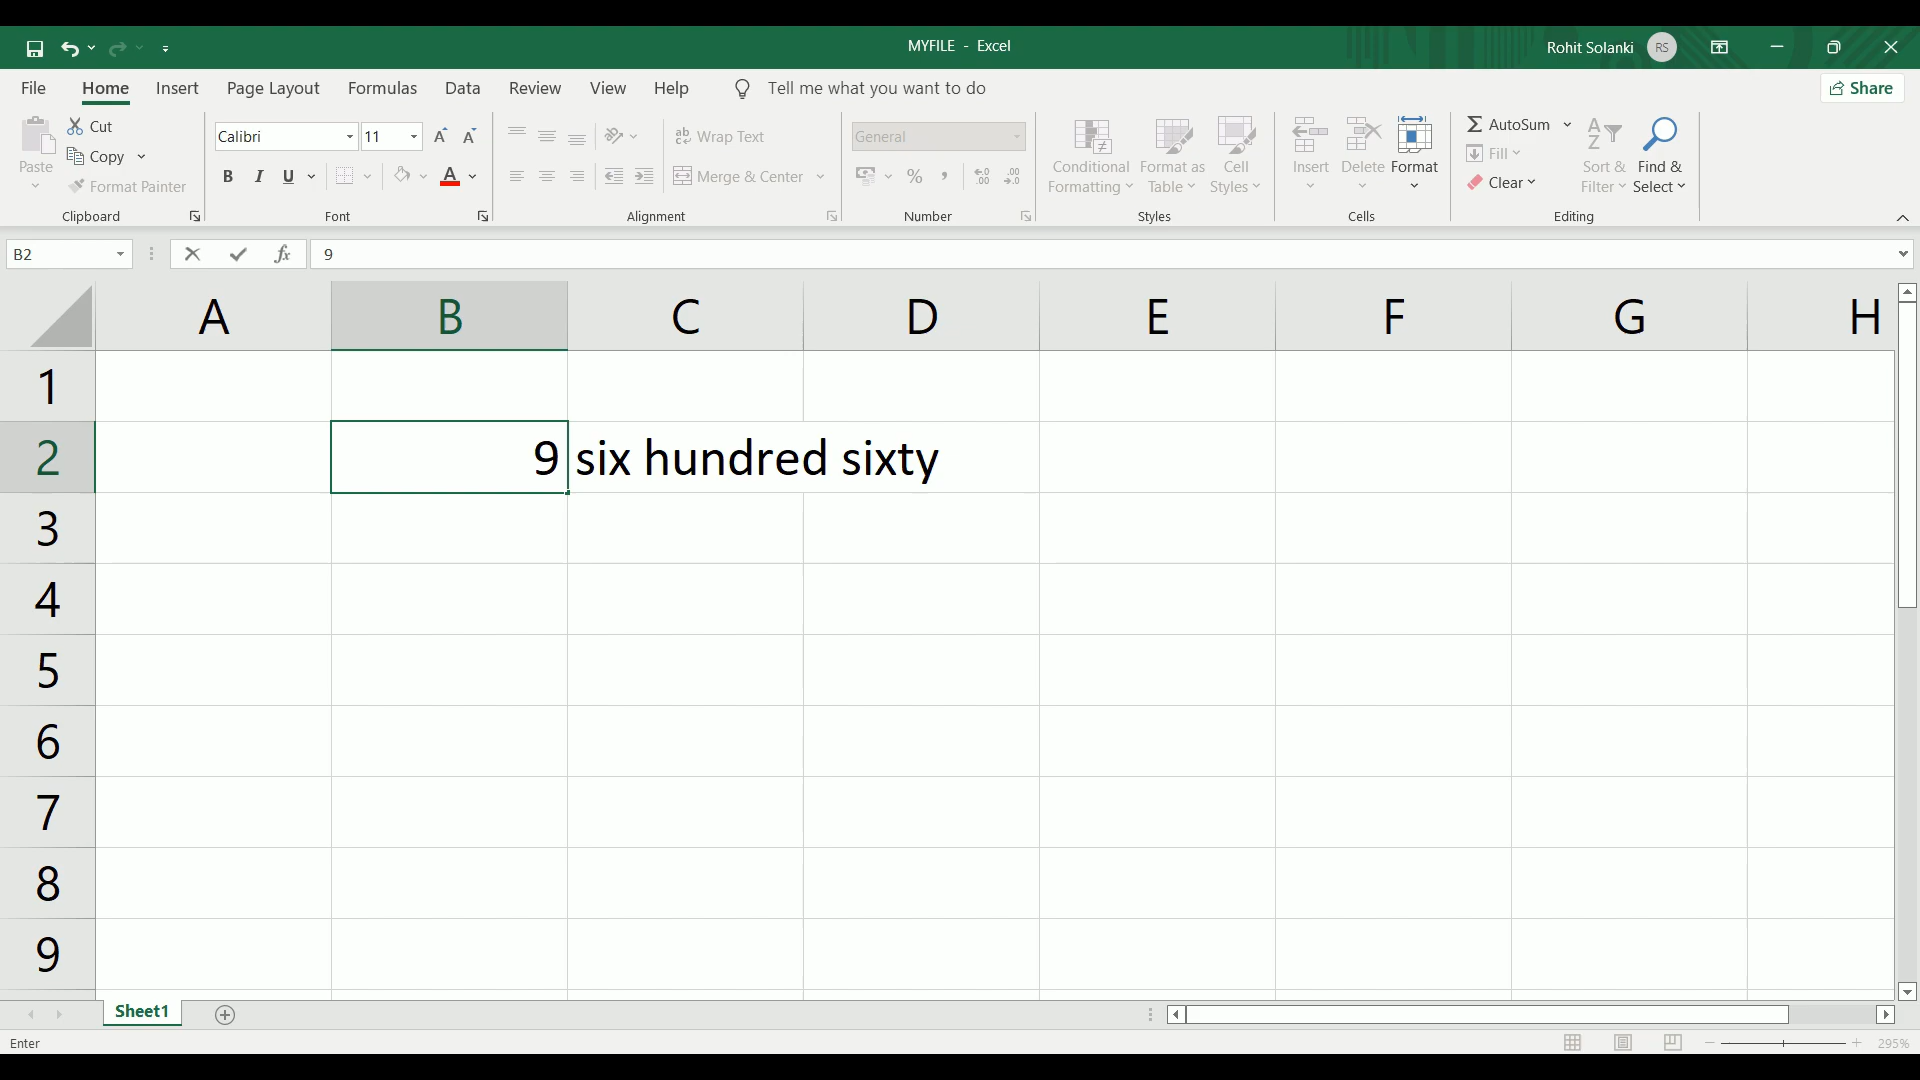 MYFILE - Excel
Rohit Solanki RS
File Home Insert Page Layout Formulas Data Review View Help Tell me what you want to do Share
Paste Cut Calibri 11 A A ab Wrap Text General Conditional Formatting Format as Table Cell Styles Insert Delete Format AutoSum Sort & Filter Find & Select
Copy Fill
Format Painter B I U A Merge & Center % , Clear
Clipboard Font Alignment Number Styles Cells Editing
B2 fx 9
A B C D E F G H
1
2 9 six hundred sixty
3
4
5
6
7
8
9
Sheet1
Enter 295%